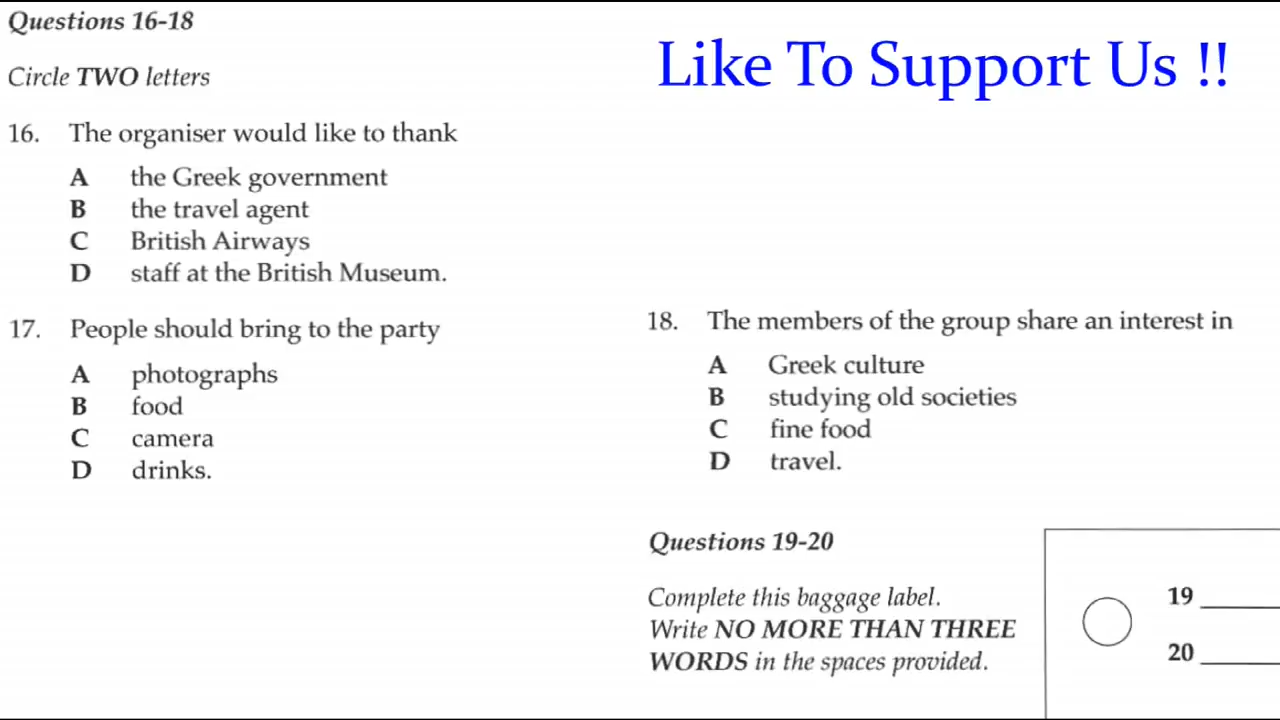 Questions 16-18
Circle TWO letters
16. The organiser would like to thank
A the Greek government
B the travel agent
C British Airways
D staff at the British Museum.
17. People should bring to the party
A photographs
B food
C camera
D drinks.
Like To Support Us !!
18. The members of the group share an interest in
A Greek culture
B studying old societies
C fine food
D travel.
Questions 19-20
Complete this baggage label.
Write NO MORE THAN THREE
WORDS in the spaces provided.
19
20